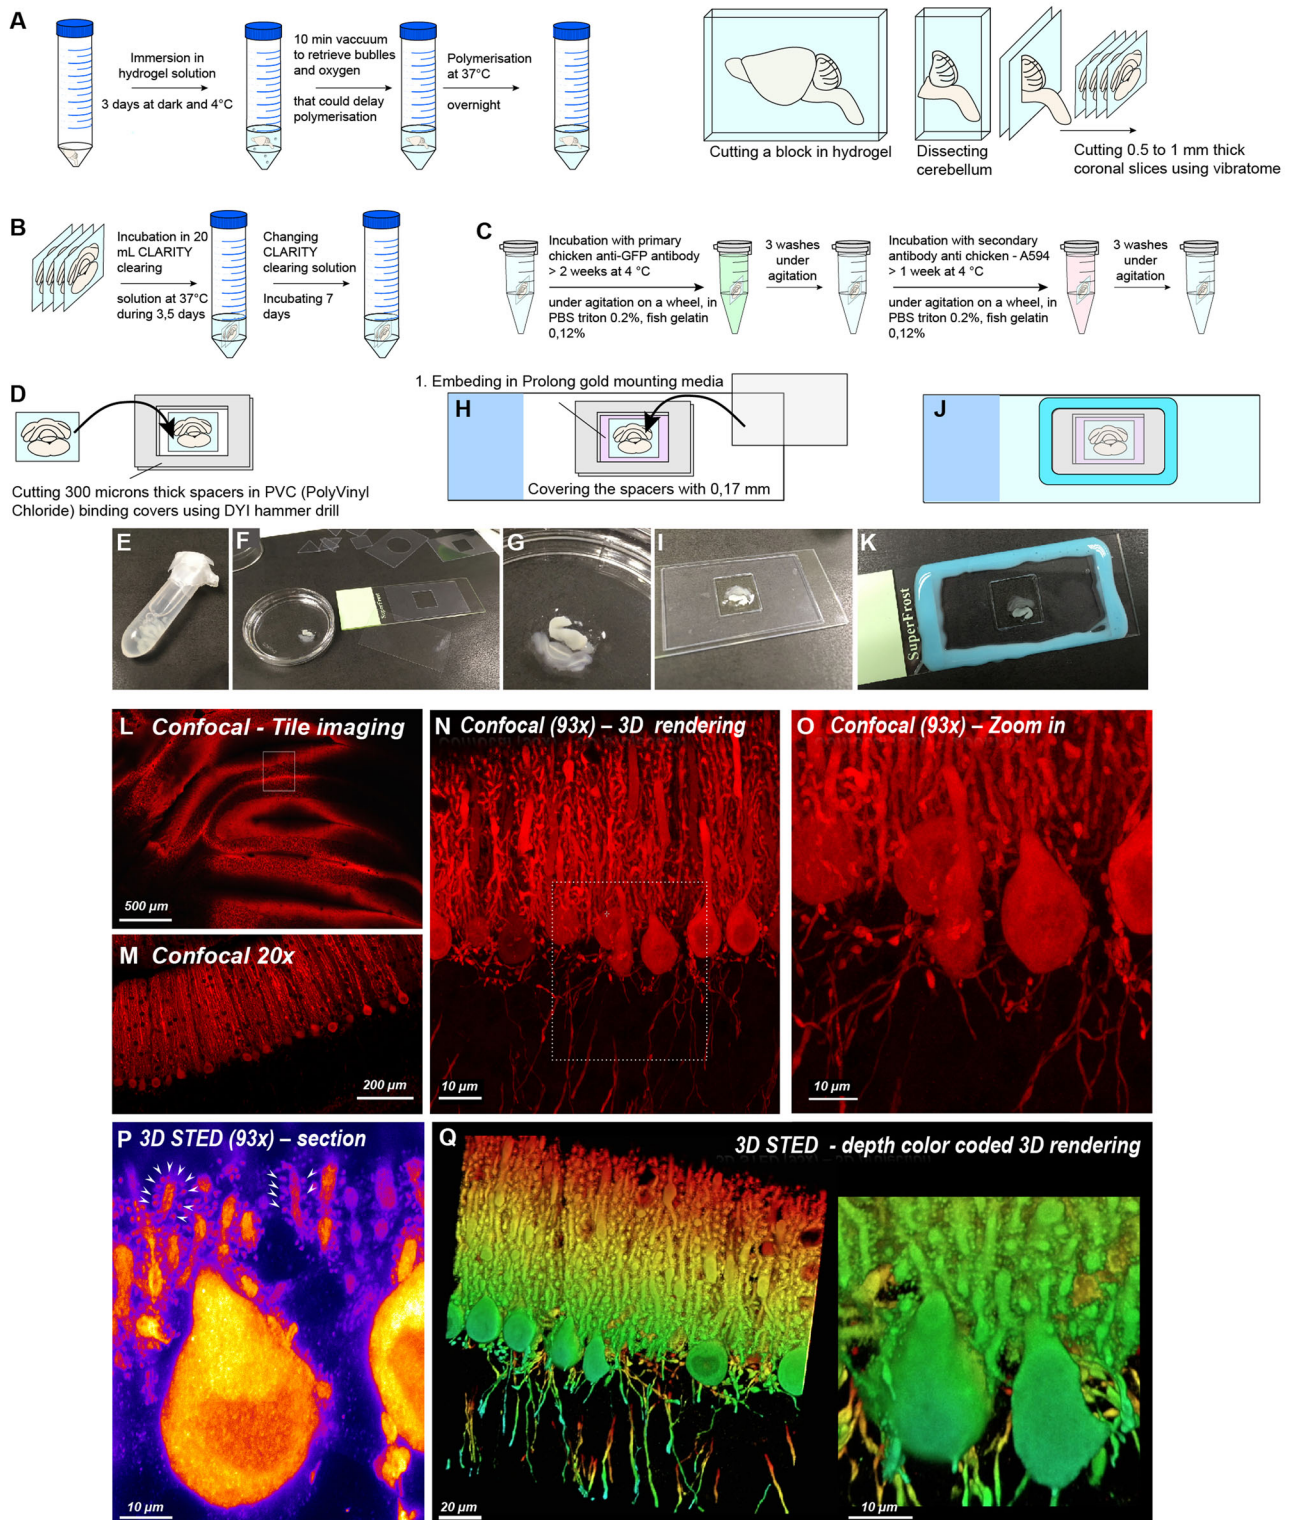 A
Immersion in
hydrogel solution
3 days at dark and 4°C
10 min vaccuum
to retrieve bublles
and oxygen
that could delay
polymerisation
Polymerisation
at 37°C
overnight
Cutting a block in hydrogel
Dissecting
cerebellum
Cutting 0.5 to 1 mm thick
coronal slices using vibratome
B
Incubation in 20
mL CLARITY
clearing
solution at 37°C
during 3,5 days
Changing
CLARITY
clearing solution
Incubating 7
days
C
Incubation with primary
chicken anti-GFP antibody
> 2 weeks at 4 °C
under agitation on a wheel, in
PBS triton 0.2%, fish gelatin
0,12%
3 washes
under
agitation
Incubation with secondary
antibody anti chicken - A594
> 1 week at 4 °C
under agitation on a wheel, in
PBS triton 0.2%, fish gelatin
0,12%
3 washes
under
agitation
D
Cutting 300 microns thick spacers in PVC (PolyVinyl
Chloride) binding covers using DYI hammer drill
1. Embeding in Prolong gold mounting media
H
Covering the spacers with 0,17 mm
J
E
F
SuperFrost
G
I
K
SuperFrost
L Confocal - Tile imaging
500 µm
M Confocal 20x
200 µm
N Confocal (93x) – 3D rendering
10 µm
O Confocal (93x) – Zoom in
10 µm
P 3D STED (93x) – section
10 µm
Q 3D STED - depth color coded 3D rendering
20 µm
10 µm